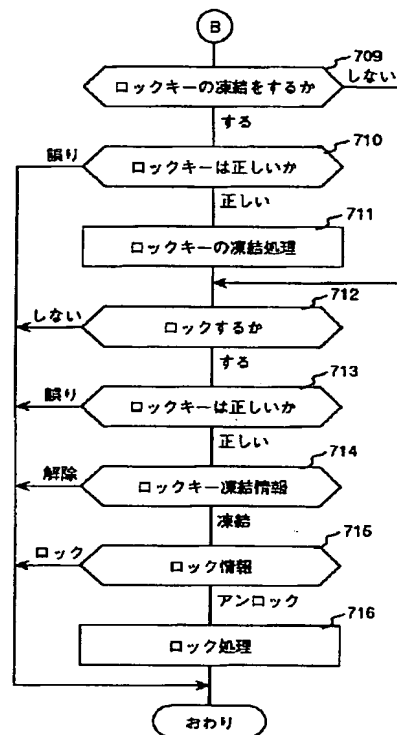 B
709
ロックキーの凍結をするか
しない
する
710
誤り
ロックキーは正しいか
正しい
711
ロックキーの凍結処理
712
しない
ロックするか
する
713
誤り
ロックキーは正しいか
正しい
714
解除
ロックキー凍結情報
凍結
715
ロック
ロック情報
アンロック
716
ロック処理
おわり